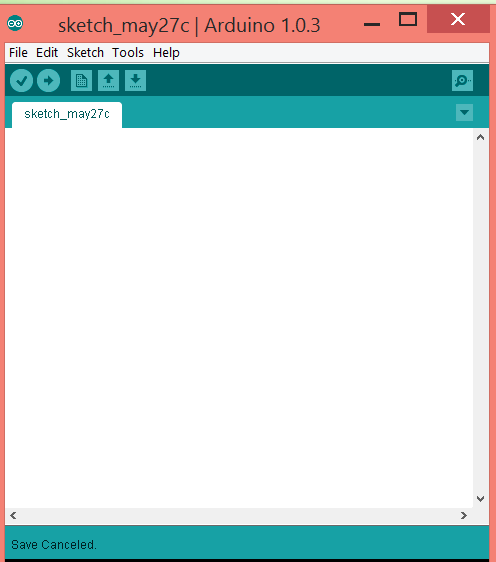 sketch_may27c | Arduino 1.0.3
File Edit Sketch Tools Help
sketch_may27c
Save Canceled.